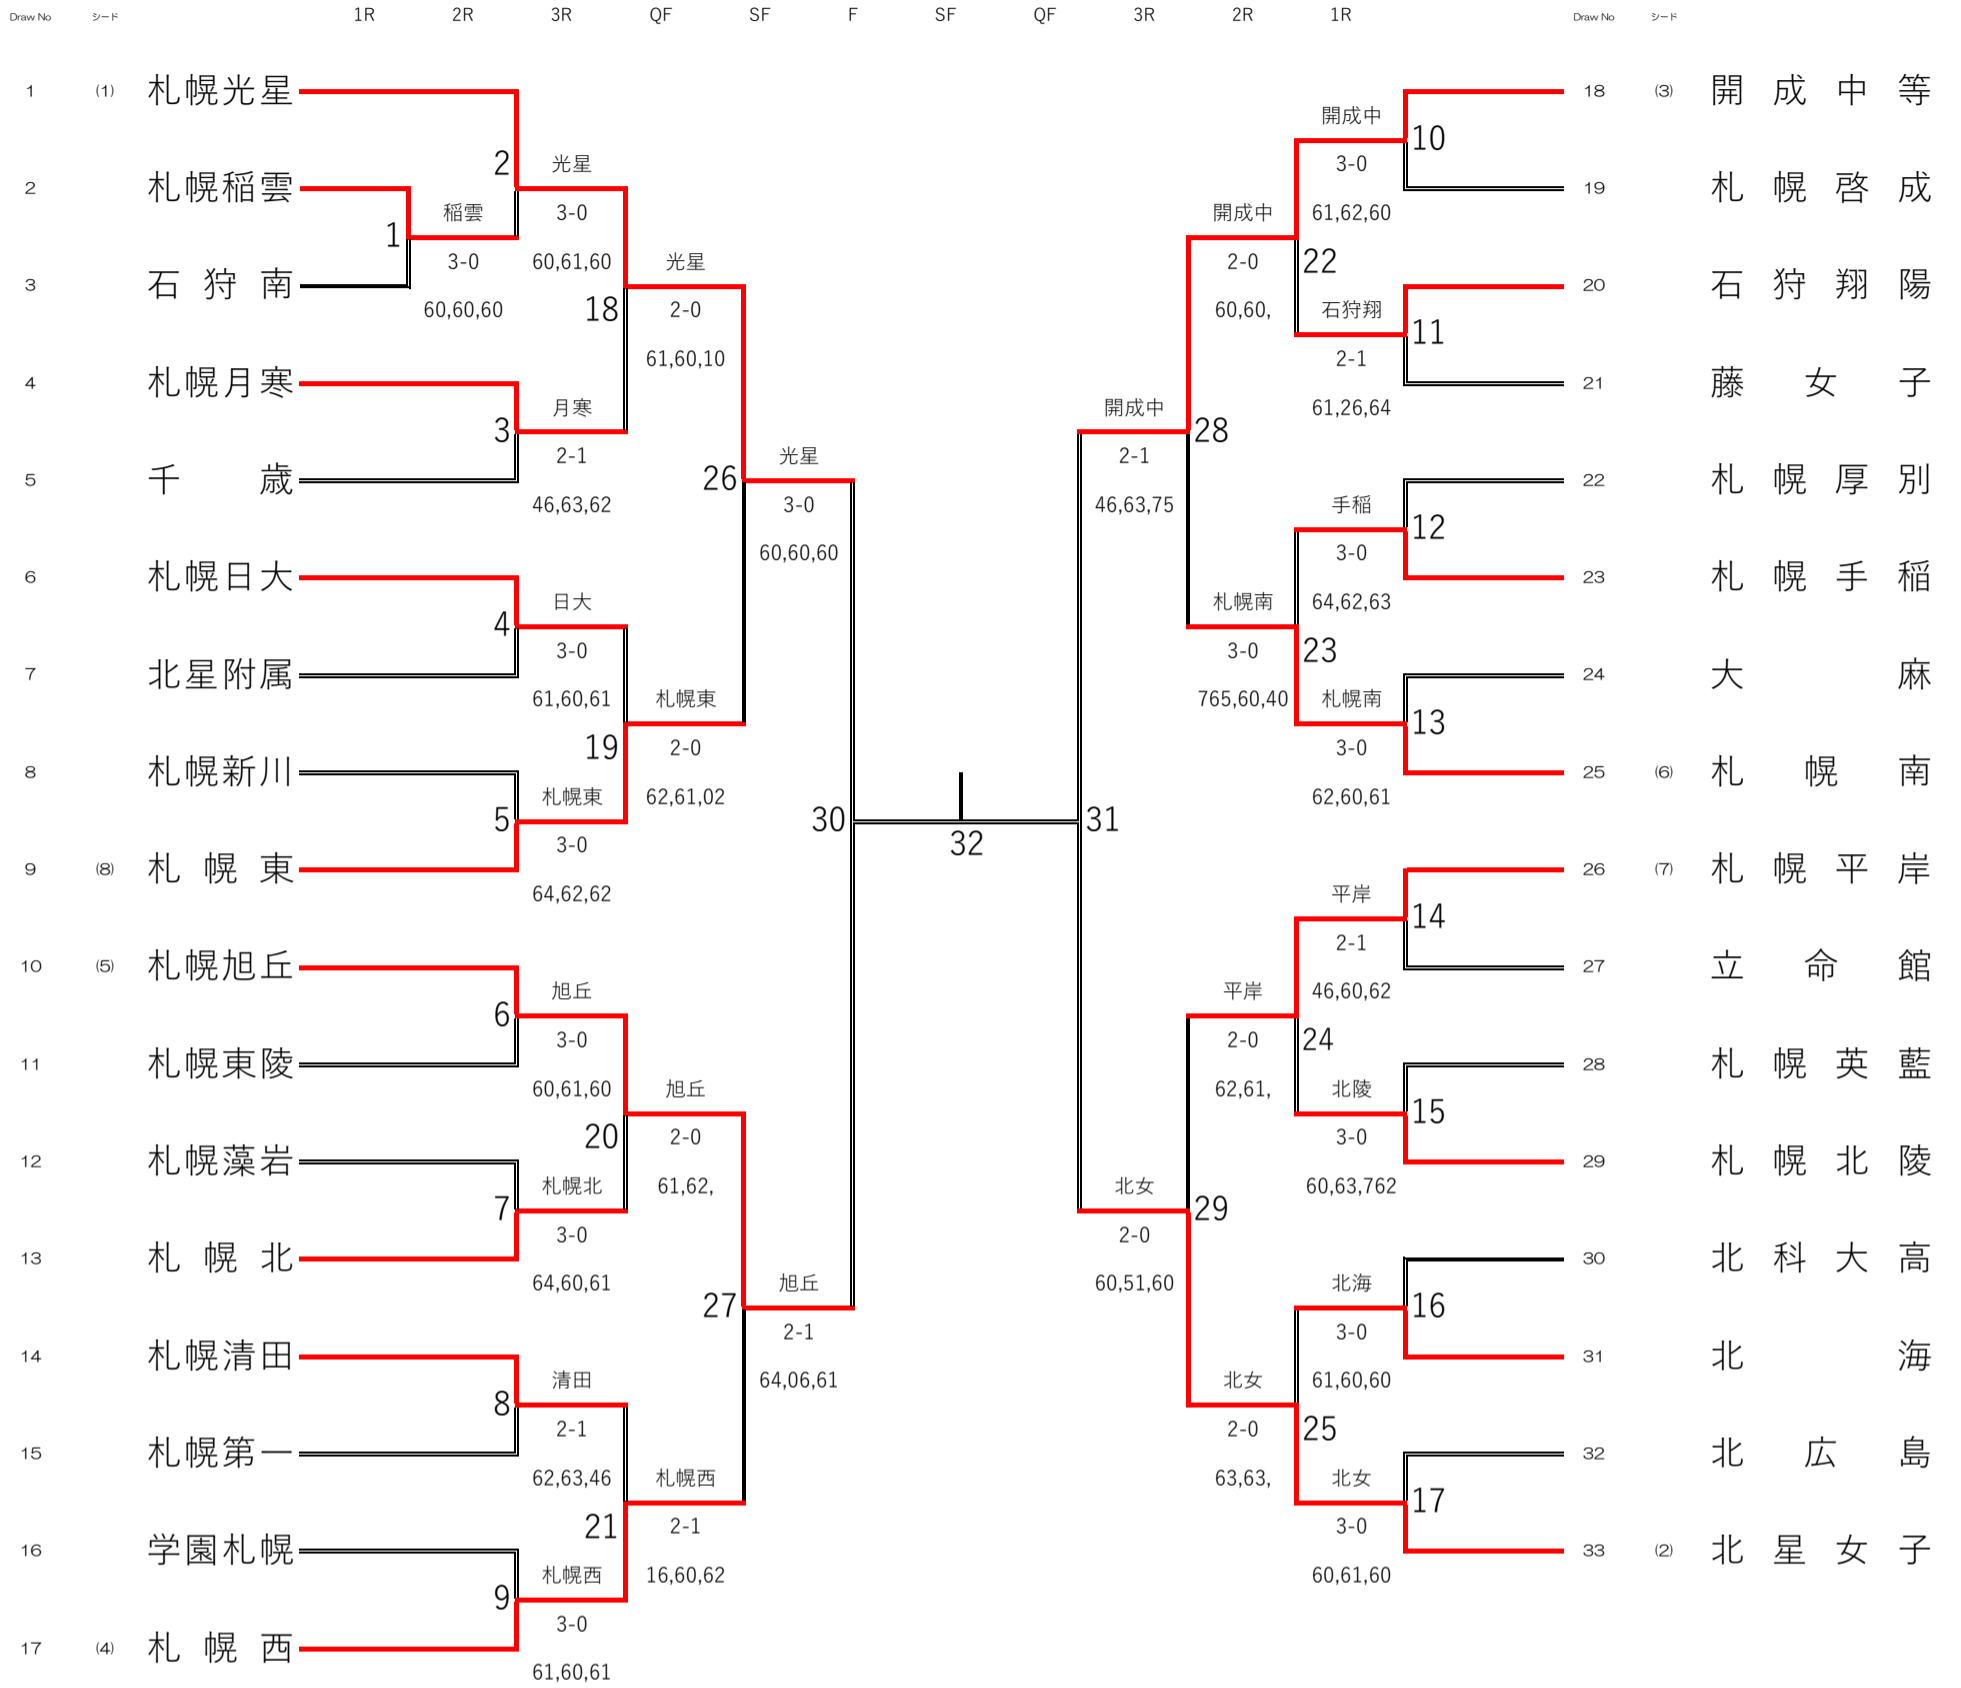 Draw No シード 1R 2R 3R QF SF F SF QF 3R 2R 1R Draw No シード
1 (1) 札幌光星 18 (3) 開成中等
開成中
10
2 光星 3-0
2 札幌稲雲 19 札幌啓成
稲雲 3-0 開成中 61,62,60
1
3-0 60,61,60 光星 2-0 22
3 石狩南 20 石狩翔陽
60,60,60 18 2-0 60,60, 石狩翔
11
61,60,10 2-1
4 札幌月寒 21 藤女子
月寒 開成中 61,26,64
3 28
2-1 26 光星 2-1
5 千歳 22 札幌厚別
46,63,62 3-0 46,63,75 手稲
12
60,60,60 3-0
6 札幌日大 23 札幌手稲
日大 札幌南 64,62,63
4
3-0 3-0 23
7 北星附属 24 大麻
61,60,61 札幌東 765,60,40 札幌南
13
19 2-0 3-0
8 札幌新川 25 (6) 札幌南
札幌東 62,61,02 62,60,61
5 30 31
3-0 32
9 (8) 札幌東 26 (7) 札幌平岸
64,62,62 平岸
14
2-1
10 (5) 札幌旭丘 27 立命館
旭丘 平岸 46,60,62
6
3-0 2-0 24
11 札幌東陵 28 札幌英藍
60,61,60 旭丘 62,61, 北陵
15
20 2-0 3-0
12 札幌藻岩 29 札幌北陵
札幌北 61,62, 北女 60,63,762
7 29
3-0 2-0
13 札幌北 30 北科大高
64,60,61 旭丘 60,51,60 北海
27 16
2-1 3-0
14 札幌清田 31 北海
清田 64,06,61 北女 61,60,60
8
2-1 2-0 25
15 札幌第一 32 北広島
62,63,46 札幌西 63,63, 北女
17
21 2-1 3-0
16 学園札幌 33 (2) 北星女子
札幌西 16,60,62 60,61,60
9
3-0
17 (4) 札幌西
61,60,61